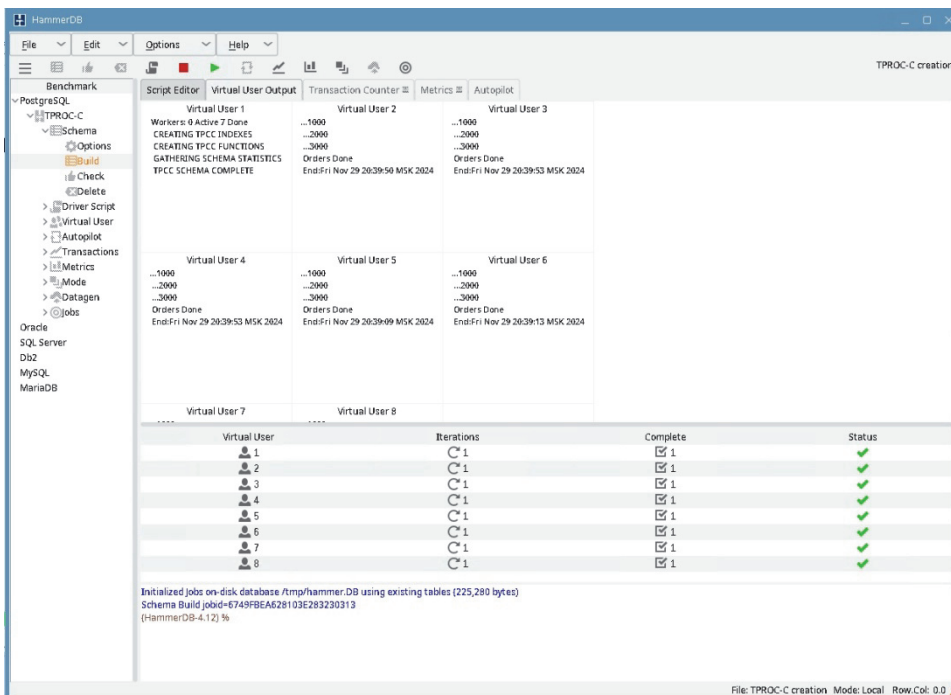 HammerDB
File Edit Options Help
TPROC-C creation
Benchmark
PostgreSQL
TPROC-C
Schema
Options
Build
Check
Delete
Driver Script
Virtual User
Autopilot
Transactions
Metrics
Mode
Datagen
Jobs
Oracle
SQL Server
Db2
MySQL
MariaDB
Script Editor Virtual User Output Transaction Counter Metrics Autopilot
Virtual User 1
Workers: 0 Active 7 Done
CREATING TPCC INDEXES
CREATING TPCC FUNCTIONS
GATHERING SCHEMA STATISTICS
TPCC SCHEMA COMPLETE
Virtual User 2
...1000
...2000
...3000
Orders Done
End:Fri Nov 29 20:39:50 MSK 2024
Virtual User 3
...1000
...2000
...3000
Orders Done
End:Fri Nov 29 20:39:53 MSK 2024
Virtual User 4
...1000
...2000
...3000
Orders Done
End:Fri Nov 29 20:39:53 MSK 2024
Virtual User 5
...1000
...2000
...3000
Orders Done
End:Fri Nov 29 20:39:09 MSK 2024
Virtual User 6
...1000
...2000
...3000
Orders Done
End:Fri Nov 29 20:39:13 MSK 2024
Virtual User 7
Virtual User 8
Virtual User Iterations Complete Status
1 1 1
2 1 1
3 1 1
4 1 1
5 1 1
6 1 1
7 1 1
8 1 1
Initialized Jobs on-disk database /tmp/hammer.DB using existing tables (225,280 bytes)
Schema Build jobid=6749FBEA628103E283230313
(HammerDB-4.12) %
File: TPROC-C creation Mode: Local Row.Col: 0.0